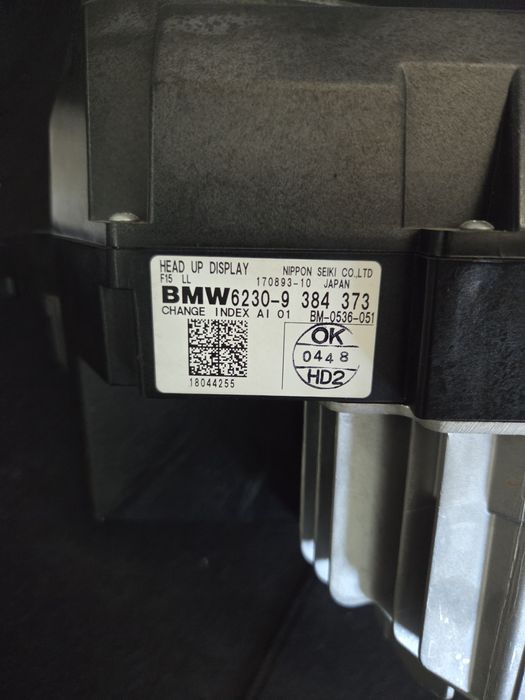 HEAD UP DISPLAY NIPPON SEIKI CO.,LTD
F15 LL 170893-10 JAPAN
BMW6230-9 384 373
CHANGE INDEX AI 01 BM-0536-051
OK
0448
HD2
18044255